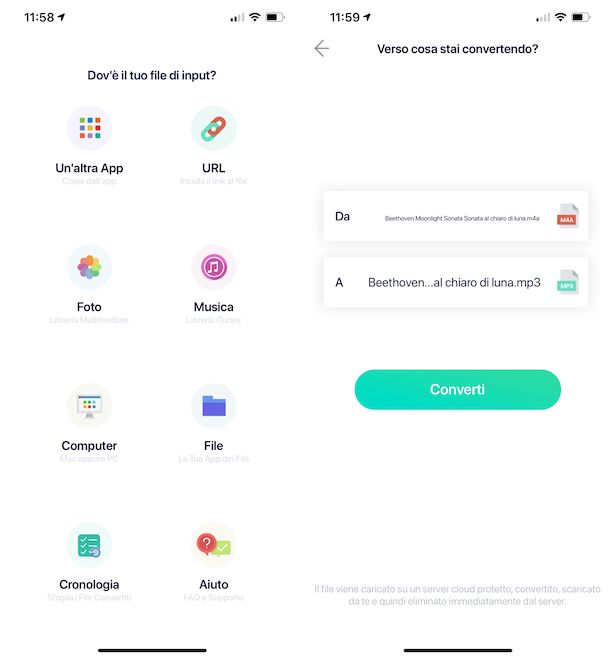 11:58
Dov'è il tuo file di input?
Un'altra App
Copia dall'app
URL
Incolla il link al file
Foto
Libreria Multimediale
Musica
Libreria iTunes
Computer
Mac oppure PC
File
La Tua App dei File
Cronologia
Sfoglia i File Convertiti
Aiuto
FAQ e Supporto
11:59
Verso cosa stai convertendo?
Da
Beethoven Moonlight Sonata Sonata al chiaro di luna.m4a
M4A
A
Beethoven...al chiaro di luna.mp3
MP3
Converti
Il file viene caricato su un server cloud protetto, convertito, scaricato
da te e quindi eliminato immediatamente dal server.